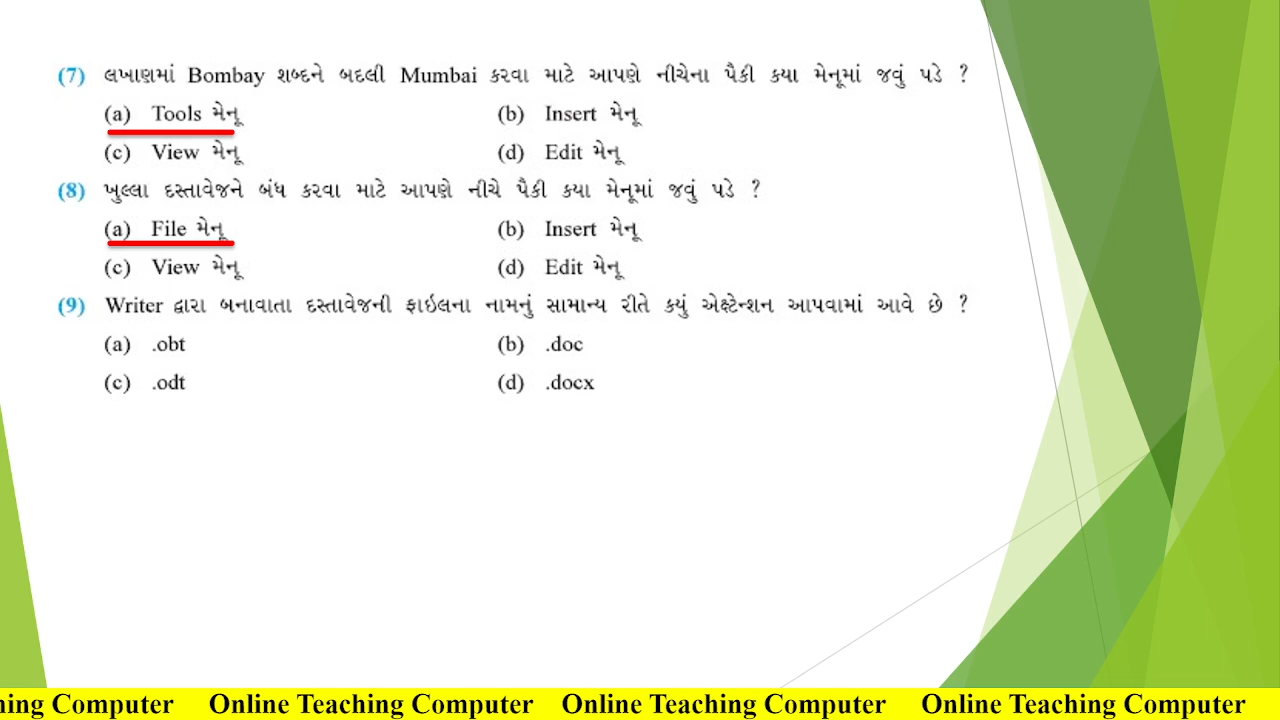 (7) લખાણમાં Bombay શબ્દને બદલી Mumbai કરવા માટે આપણે નીચેના પૈકી કયા મેનૂમાં જવું પડે ?
(a) Tools મેનૂ (b) Insert મેનૂ
(c) View મેનૂ (d) Edit મેનૂ
(8) ખુલ્લા દસ્તાવેજને બંધ કરવા માટે આપણે નીચે પૈકી કયા મેનૂમાં જવું પડે ?
(a) File મેનૂ (b) Insert મેનૂ
(c) View મેનૂ (d) Edit મેનૂ
(9) Writer દ્વારા બનાવાતા દસ્તાવેજની ફાઇલના નામનું સામાન્ય રીતે કયું એક્ષ્ટેન્શન આપવામાં આવે છે ?
(a) .obt (b) .doc
(c) .odt (d) .docx
hing Computer Online Teaching Computer Online Teaching Computer Online Teaching Computer